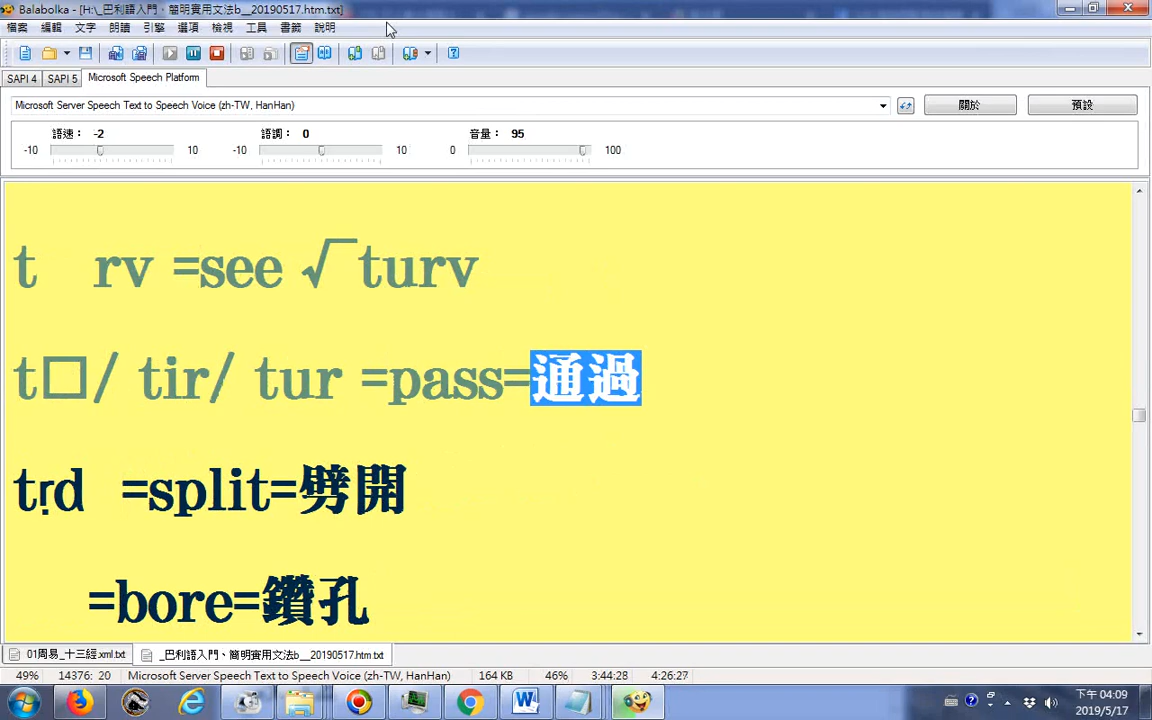 Balabolka - [H:\_巴利語入門、簡明實用文法b__20190517.htm.txt]
檔案 編輯 文字 朗讀 引擎 選項 檢視 工具 書籤 說明
SAPI 4 SAPI 5 Microsoft Speech Platform
Microsoft Server Speech Text to Speech Voice (zh-TW, HanHan) 關於 預設
語速： -2 語調： 0 音量： 95
-10 10 -10 10 0 100
t rv =see √turv
t□/ tir/ tur =pass=通過
tṛd =split=劈開
=bore=鑽孔
01周易_十三經.xml.txt _巴利語入門、簡明實用文法b__20190517.htm.txt
49% 14376: 20 Microsoft Server Speech Text to Speech Voice (zh-TW, HanHan) 164 KB 46% 3:44:28 4:26:27
下午 04:09
2019/5/17